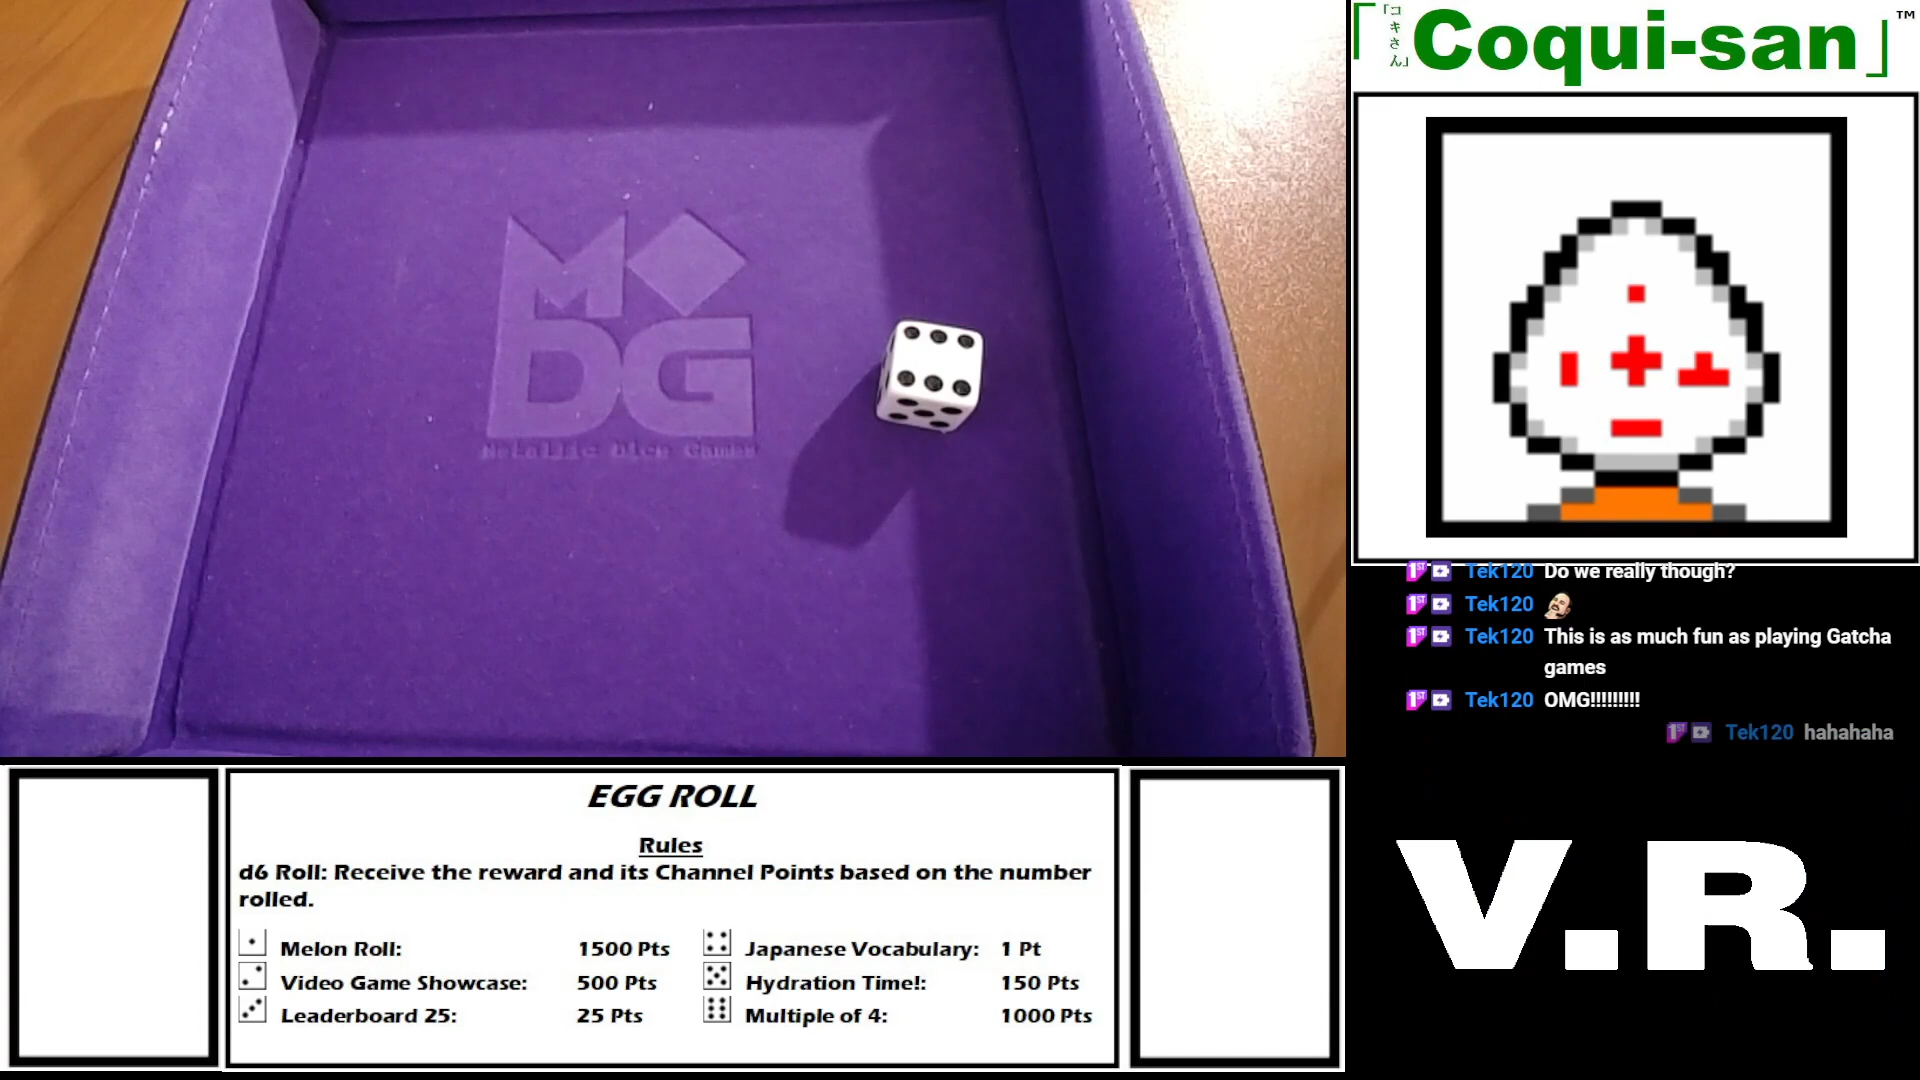 「コキさん」
「Coqui-san」™
MDG
Metallic Dice Games
Tek120 Do we really though?
Tek120
Tek120 This is as much fun as playing Gatcha
games
Tek120 OMG!!!!!!!!!
Tek120 hahahaha
EGG ROLL
Rules
d6 Roll: Receive the reward and its Channel Points based on the number
rolled.
Melon Roll: 1500 Pts
Video Game Showcase: 500 Pts
Leaderboard 25: 25 Pts
Japanese Vocabulary: 1 Pt
Hydration Time!: 150 Pts
Multiple of 4: 1000 Pts
V.R.